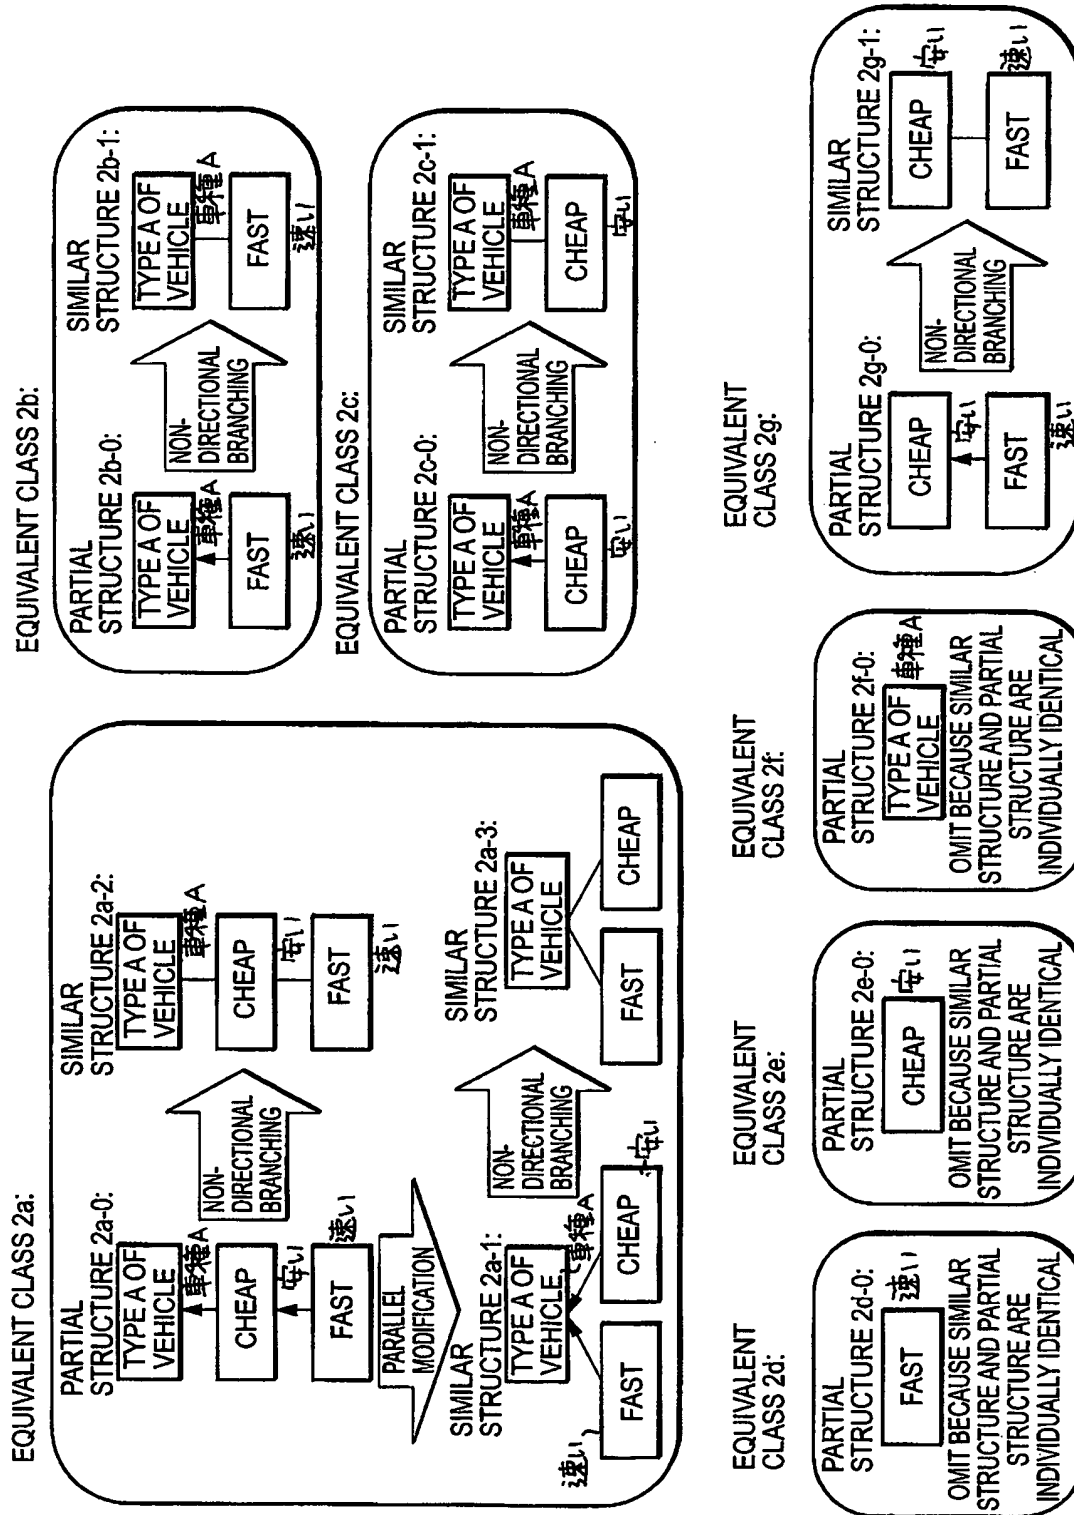 EQUIVALENT CLASS 2a:
PARTIAL
STRUCTURE 2a-0:
TYPE A OF
VEHICLE
車種A
CHEAP
安い
FAST
速い
NON-
DIRECTIONAL
BRANCHING
SIMILAR
STRUCTURE 2a-2:
TYPE A OF
VEHICLE
車種A
CHEAP
安い
FAST
速い
PARALLEL
MODIFICATION
SIMILAR
STRUCTURE 2a-1:
TYPE A OF
VEHICLE
車種A
FAST
速い
CHEAP
安い
NON-
DIRECTIONAL
BRANCHING
SIMILAR
STRUCTURE 2a-3:
TYPE A OF
VEHICLE
FAST
CHEAP
EQUIVALENT CLASS 2b:
PARTIAL
STRUCTURE 2b-0:
TYPE A OF
VEHICLE
車種A
FAST
速い
NON-
DIRECTIONAL
BRANCHING
SIMILAR
STRUCTURE 2b-1:
TYPE A OF
VEHICLE
車種A
FAST
速い
EQUIVALENT CLASS 2c:
PARTIAL
STRUCTURE 2c-0:
TYPE A OF
VEHICLE
車種A
CHEAP
安い
NON-
DIRECTIONAL
BRANCHING
SIMILAR
STRUCTURE 2c-1:
TYPE A OF
VEHICLE
車種A
CHEAP
安い
EQUIVALENT
CLASS 2d:
PARTIAL
STRUCTURE 2d-0:
FAST
速い
OMIT BECAUSE SIMILAR
STRUCTURE AND PARTIAL
STRUCTURE ARE
INDIVIDUALLY IDENTICAL
EQUIVALENT
CLASS 2e:
PARTIAL
STRUCTURE 2e-0:
CHEAP
安い
OMIT BECAUSE SIMILAR
STRUCTURE AND PARTIAL
STRUCTURE ARE
INDIVIDUALLY IDENTICAL
EQUIVALENT
CLASS 2f:
PARTIAL
STRUCTURE 2f-0:
TYPE A OF
VEHICLE
車種A
OMIT BECAUSE SIMILAR
STRUCTURE AND PARTIAL
STRUCTURE ARE
INDIVIDUALLY IDENTICAL
EQUIVALENT
CLASS 2g:
PARTIAL
STRUCTURE 2g-0:
CHEAP
安い
FAST
速い
NON-
DIRECTIONAL
BRANCHING
SIMILAR
STRUCTURE 2g-1:
CHEAP
安い
FAST
速い